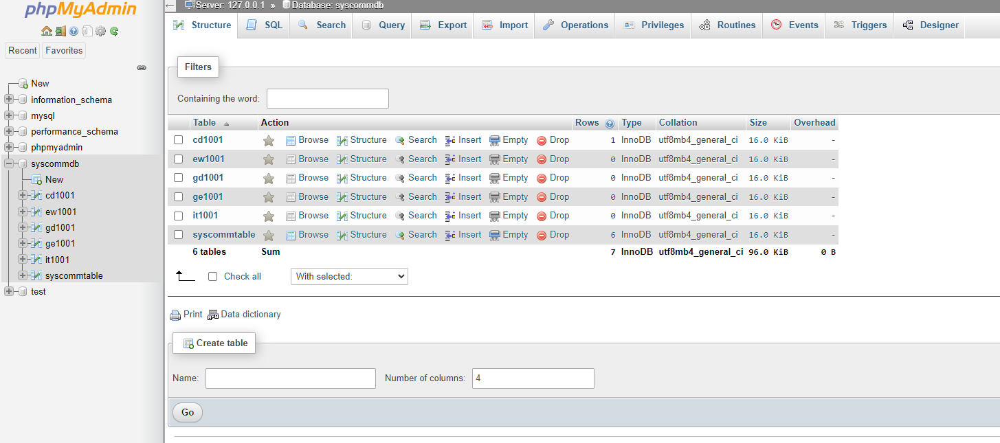 phpMyAdmin
Recent Favorites
New
information_schema
mysql
performance_schema
phpmyadmin
syscommdb
New
cd1001
ew1001
gd1001
ge1001
it1001
syscommtable
test
Server: 127.0.0.1 » Database: syscommdb
Structure SQL Search Query Export Import Operations Privileges Routines Events Triggers Designer
Filters
Containing the word:
Table Action Rows Type Collation Size Overhead
cd1001 Browse Structure Search Insert Empty Drop 1 InnoDB utf8mb4_general_ci 16.0 KiB -
ew1001 Browse Structure Search Insert Empty Drop 0 InnoDB utf8mb4_general_ci 16.0 KiB -
gd1001 Browse Structure Search Insert Empty Drop 0 InnoDB utf8mb4_general_ci 16.0 KiB -
ge1001 Browse Structure Search Insert Empty Drop 0 InnoDB utf8mb4_general_ci 16.0 KiB -
it1001 Browse Structure Search Insert Empty Drop 0 InnoDB utf8mb4_general_ci 16.0 KiB -
syscommtable Browse Structure Search Insert Empty Drop 6 InnoDB utf8mb4_general_ci 16.0 KiB -
6 tables Sum 7 InnoDB utf8mb4_general_ci 96.0 KiB 0 B
Check all With selected:
Print Data dictionary
Create table
Name: Number of columns: 4
Go